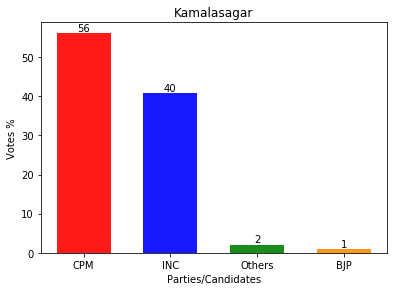 Kamalasagar
Votes %
50
40
30
20
10
0
56
40
2
1
CPM
INC
Others
BJP
Parties/Candidates